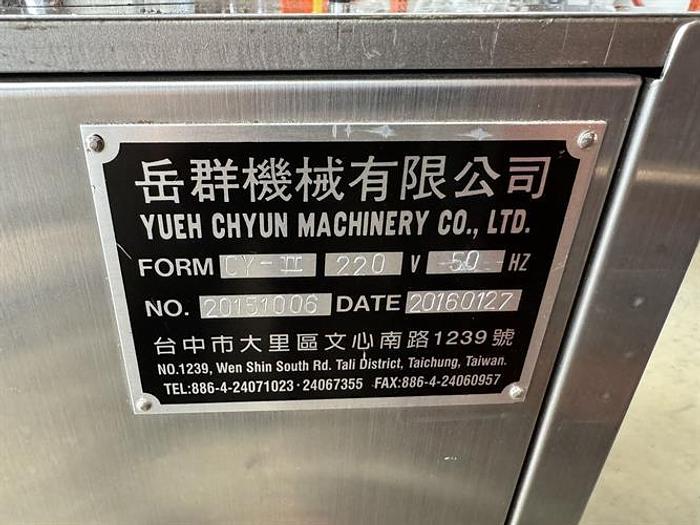 岳群機械有限公司
YUEH CHYUN MACHINERY CO., LTD.
FORM CY-II 220 V 50 HZ
NO. 20151006 DATE 20160127
台中市大里區文心南路1239號
NO.1239, Wen Shin South Rd. Tali District, Taichung, Taiwan.
TEL:886-4-24071023·24067355 FAX:886-4-24060957